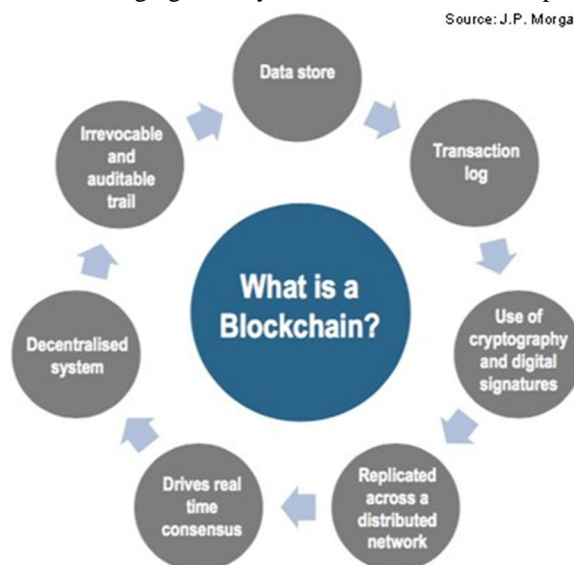 Source: J.P. Morga
Data store
Transaction
log
Use of
cryptography
and digital
signatures
Replicated
across a
distributed
network
Drives real
time
consensus
Decentralised
system
Irrevocable
and
auditable
trail
What is a
Blockchain?